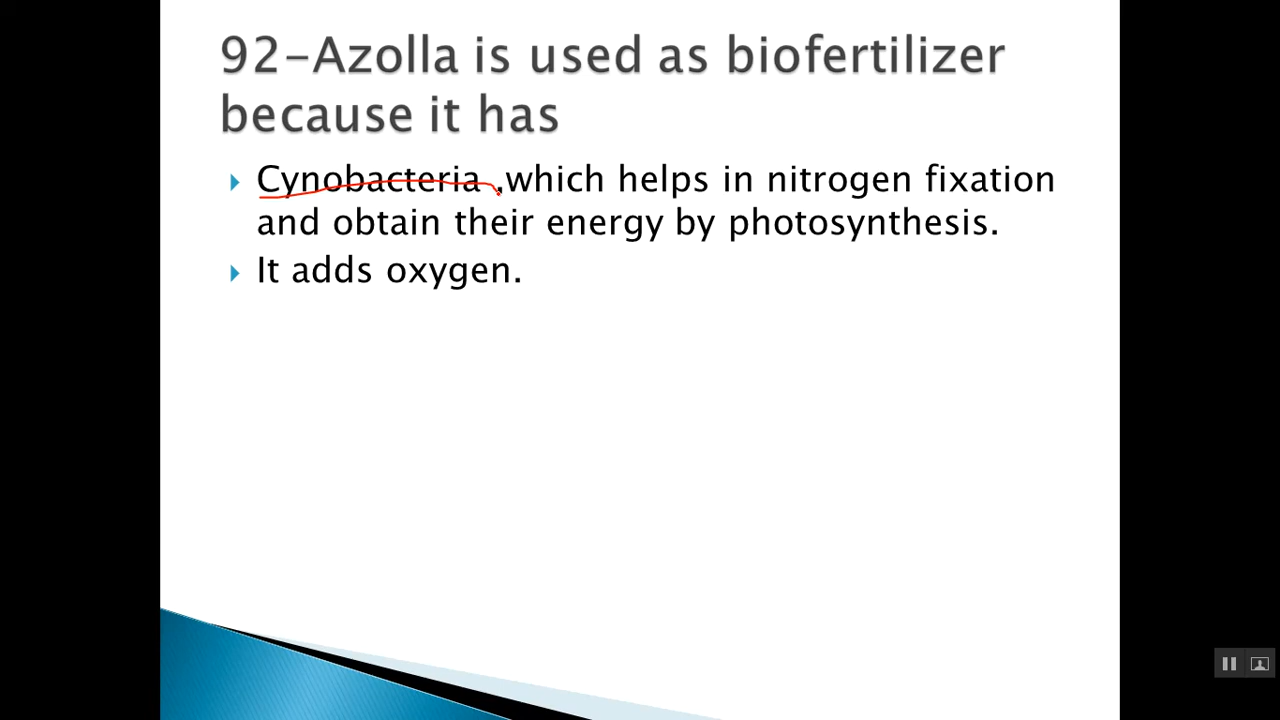 92-Azolla is used as biofertilizer
because it has
Cynobacteria ,which helps in nitrogen fixation
and obtain their energy by photosynthesis.
It adds oxygen.